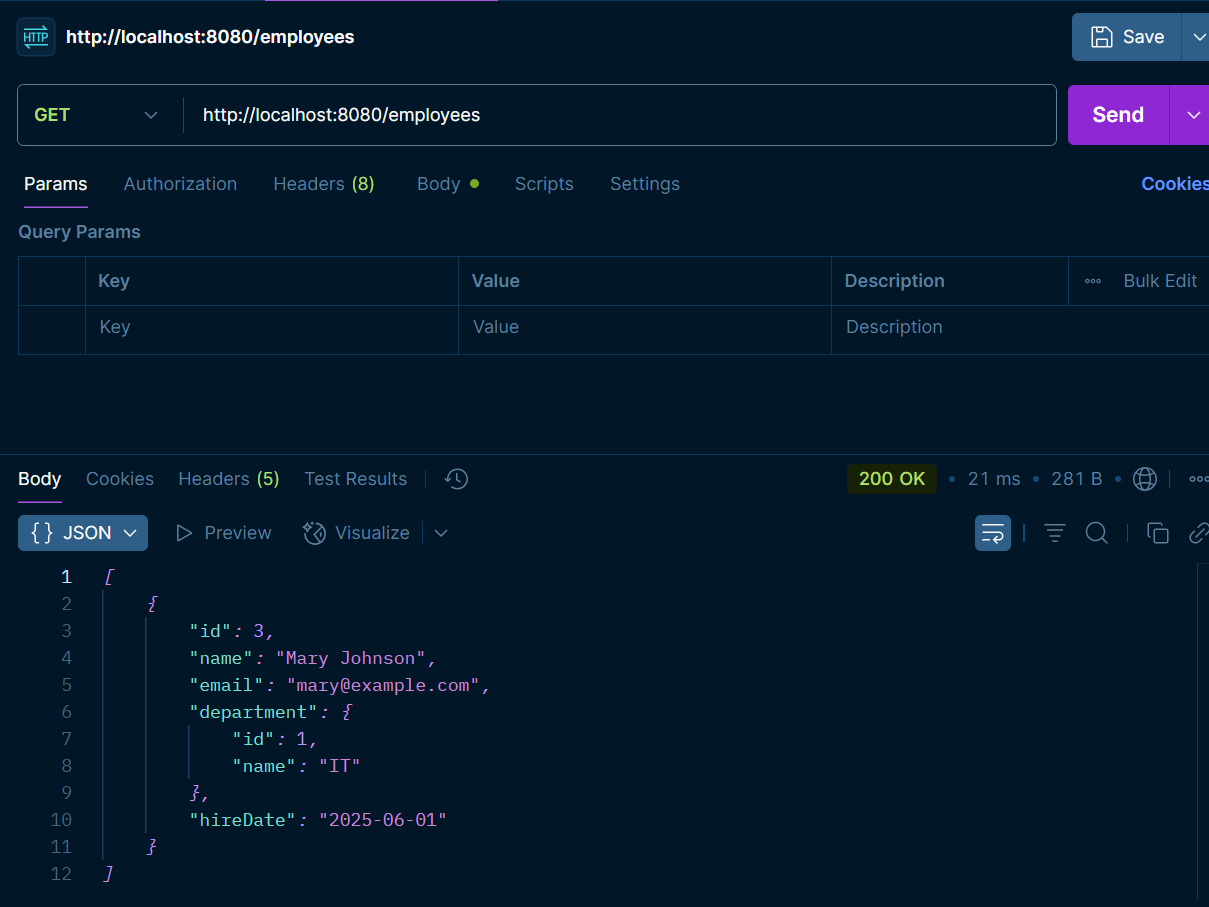 HTTP http://localhost:8080/employees Save
GET http://localhost:8080/employees Send
Params Authorization Headers (8) Body Scripts Settings Cookies
Query Params
Key Value Description Bulk Edit
Key Value Description
Body Cookies Headers (5) Test Results 200 OK • 21 ms • 281 B •
{ } JSON Preview Visualize
1 [
2 {
3 "id": 3,
4 "name": "Mary Johnson",
5 "email": "mary@example.com",
6 "department": {
7 "id": 1,
8 "name": "IT"
9 },
10 "hireDate": "2025-06-01"
11 }
12 ]